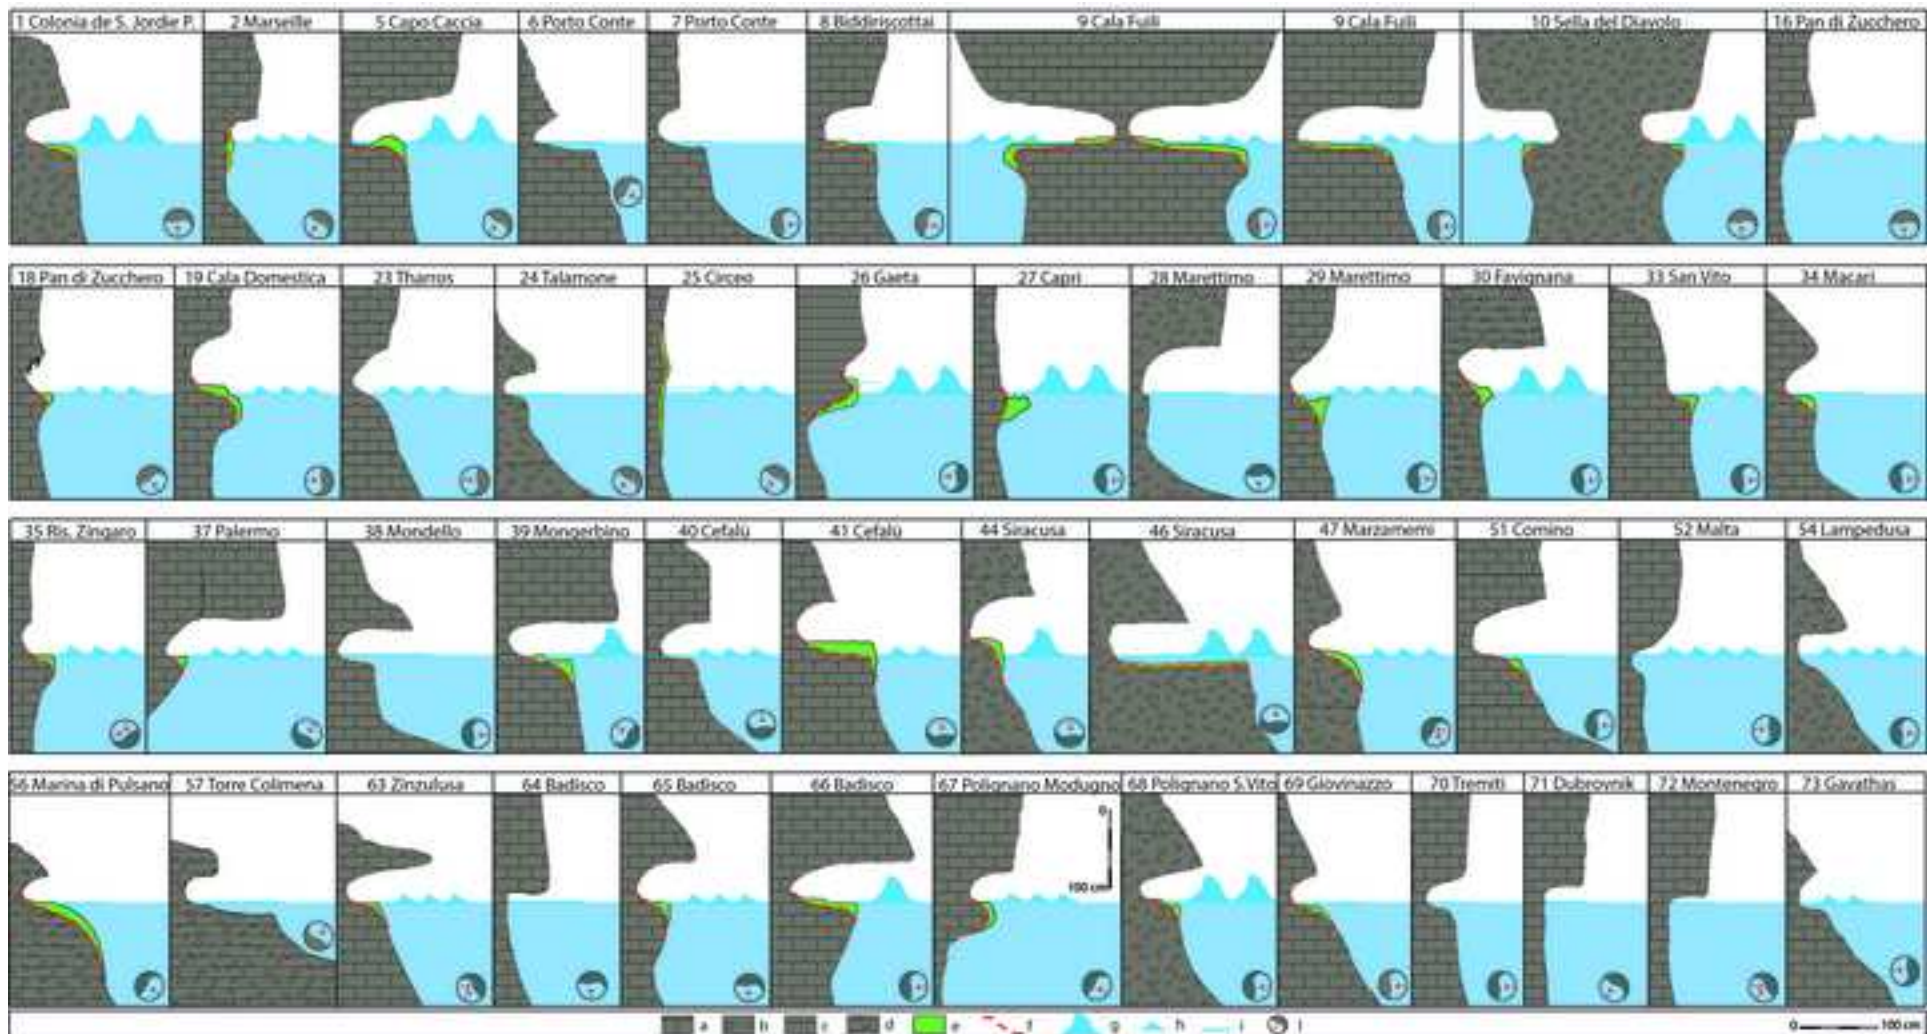 1 Colonia de S. Jordie P.
2 Marseille
5 Capo Caccia
6 Porto Conte
7 Porto Conte
8 Biddiriscottai
9 Cala Fuili
9 Cala Fuili
10 Sella del Diavolo
16 Pan di Zucchero
18 Pan di Zucchero
19 Cala Domestica
23 Tharros
24 Talamone
25 Circeo
26 Gaeta
27 Capri
28 Marettimo
29 Marettimo
30 Favignana
33 San Vito
34 Macari
35 Ris. Zingaro
37 Palermo
38 Mondello
39 Mongerbino
40 Cefalù
41 Cefalù
44 Siracusa
46 Siracusa
47 Marzamemi
51 Comino
52 Malta
54 Lampedusa
56 Marina di Pulsano
57 Torre Colimena
63 Zinzulusa
64 Badisco
65 Badisco
66 Badisco
67 Polignano Modugno
68 Polignano S.Vito
69 Giovinazzo
70 Tremiti
71 Dubrovnik
72 Montenegro
73 Gavathas
0
100 cm
a b c d e f g h i l
0 100 cm